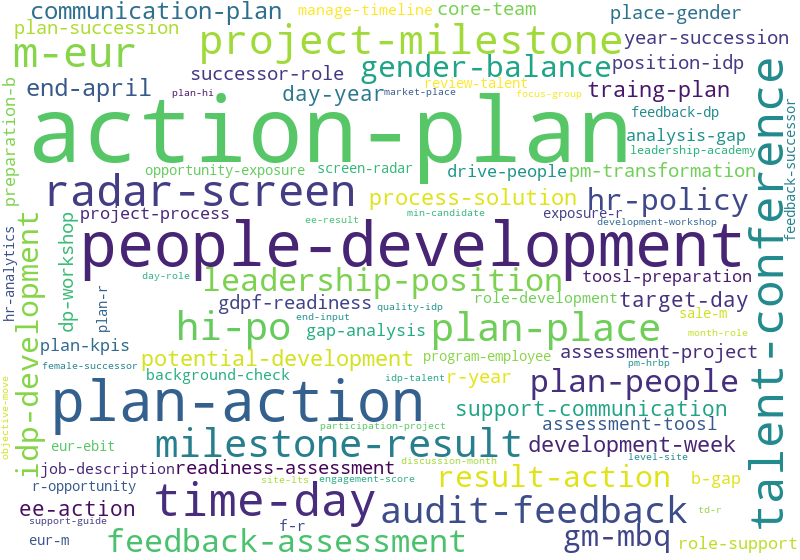 manage-timeline
core-team
communication-plan
place-gender
plan-succession
project-milestone
year-succession
m-eur
gender-balance
position-idp
successor-role
end-april
review-talent
traing-plan
day-year
plan-hi
market-place
focus-group
preparation-b
action-plan
feedback-dp
feedback-successor
analysis-gap
leadership-academy
opportunity-exposure
screen-radar
drive-people
pm-transformation
talent-conference
radar-screen
process-solution
hr-policy
project-process
ee-result
min-candidate
exposure-r
development-workshop
idp-development
dp-workshop
hr-analytics
people-development
day-role
leadership-position
toosl-preparation
plan-r
gdpf-readiness
quality-idp
role-development
target-day
end-input
sale-m
hi-po
gap-analysis
plan-place
month-role
plan-kpis
potential-development
program-employee
assessment-project
female-successor
background-check
idp-talent
r-year
pm-hrbp
plan-people
objective-move
plan-action
support-communication
participation-project
assessment-toosl
eur-ebit
milestone-result
development-week
level-site
job-description
readiness-assessment
discussion-month
r-opportunity
site-lts
engagement-score
result-action
b-gap
time-day
ee-action
audit-feedback
td-r
support-guide
f-r
eur-m
feedback-assessment
gm-mbq
role-support